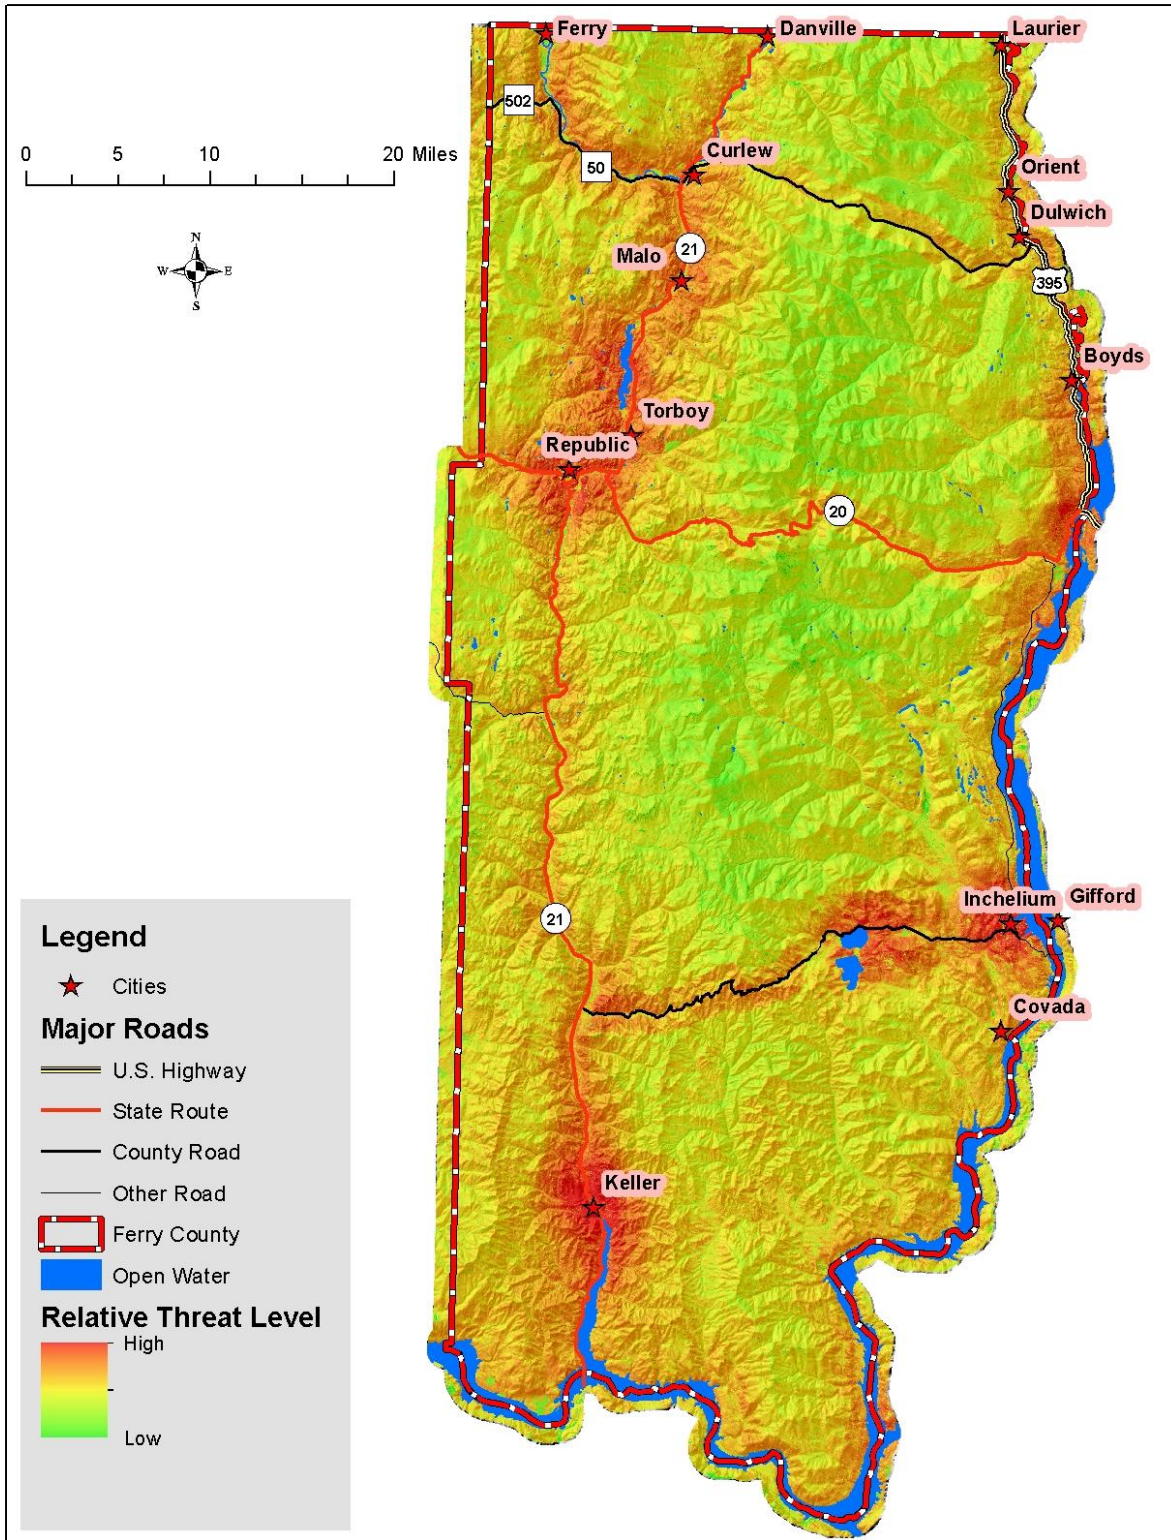 Ferry
Danville
Laurier
502
0 5 10 20 Miles
50
Curlew
Orient
Dulwich
N
W E
S
21
Malo
395
Boyds
Torboy
Republic
20
Inchelium
Gifford
21
Covada
Keller
Legend
Cities
Major Roads
U.S. Highway
State Route
County Road
Other Road
Ferry County
Open Water
Relative Threat Level
High
Low